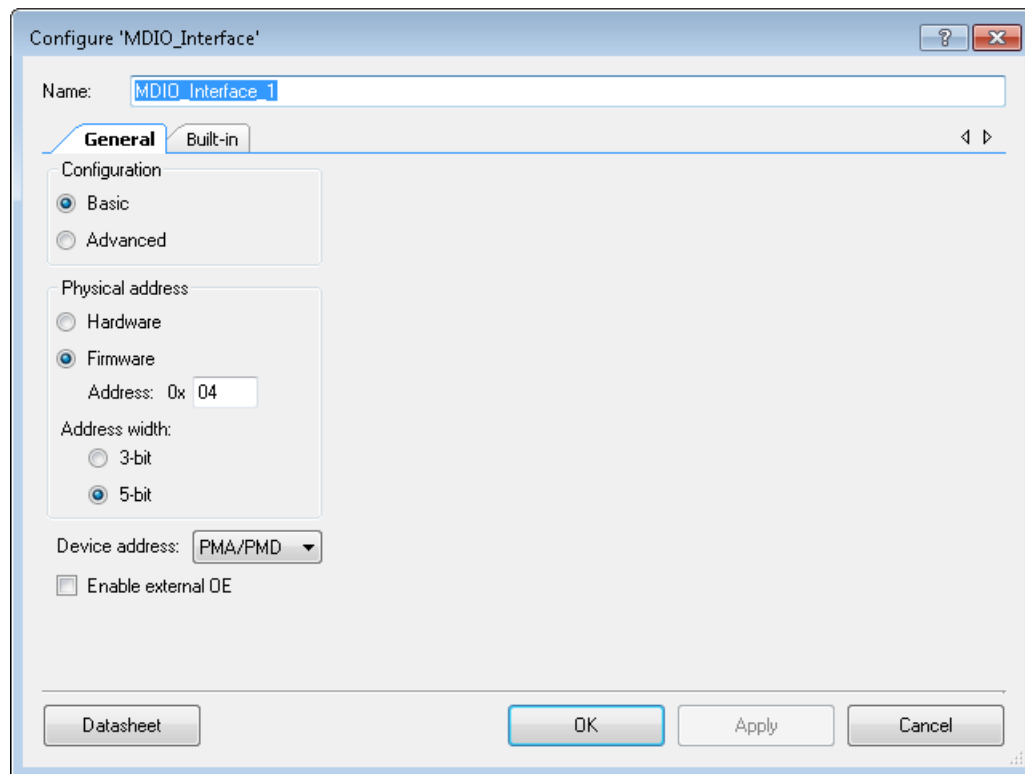 Configure 'MDIO_Interface'
?
Name: MDIO_Interface_1
General Built-in
Configuration
Basic
Advanced
Physical address
Hardware
Firmware
Address: 0x 04
Address width:
3-bit
5-bit
Device address: PMA/PMD
Enable external OE
Datasheet OK Apply Cancel